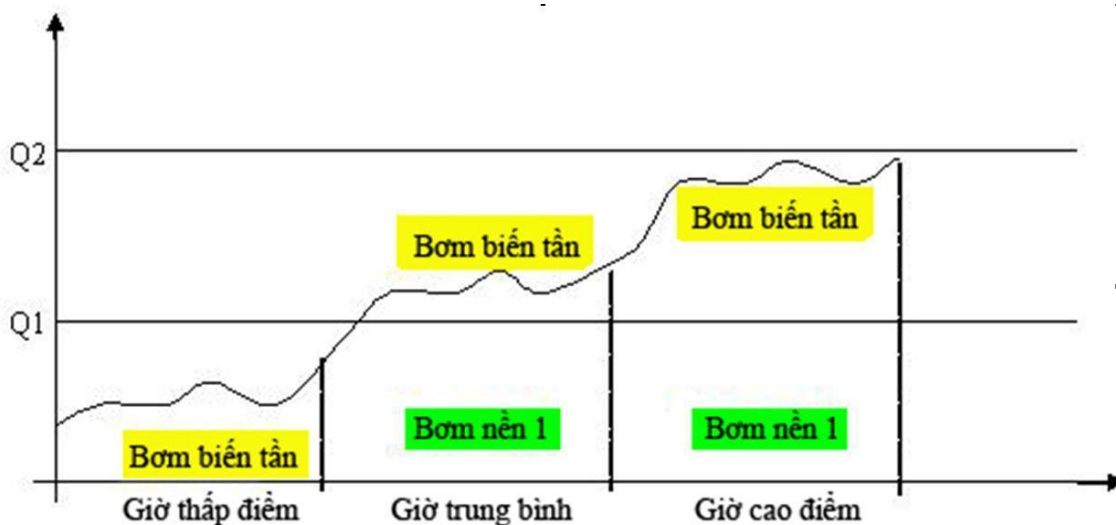 Q2
Bơm biến tần
Bơm biến tần
Q1
Bơm nền 1
Bơm nền 1
Bơm biến tần
Giờ thấp điểm
Giờ trung bình
Giờ cao điểm